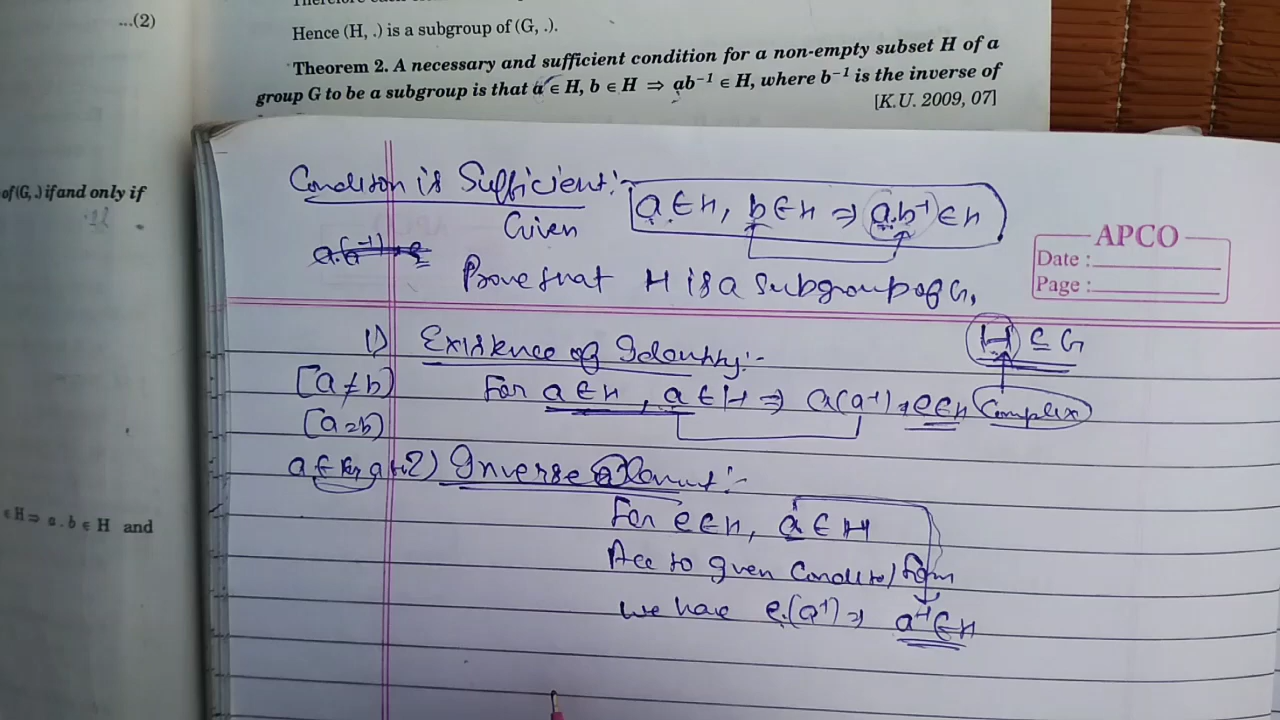 ...(2)
Hence (H, .) is a subgroup of (G, .).
Theorem 2. A necessary and sufficient condition for a non-empty subset H of a
group G to be a subgroup is that a ∈ H, b ∈ H ⇒ ab⁻¹ ∈ H, where b⁻¹ is the inverse of
[K.U. 2009, 07]
of (G, .) if and only if
∈ H ⇒ a . b ∈ H and
Condition is Sufficient:-
Given a ∈ H, b ∈ H ⇒ a.b⁻¹ ∈ H
APCO
Date :
Page :
Prove that H is a Subgroup of G,
1) Existence of Identity:-
H ⊆ G
[a ≠ b]
For a ∈ H, a ∈ H ⇒ a(a⁻¹) ⇒ e ∈ H Complex
[a = b]
2) Inverse element:-
For e ∈ H, a ∈ H
Acc to given Condition/
we have e.(a⁻¹) ⇒ a⁻¹ ∈ H